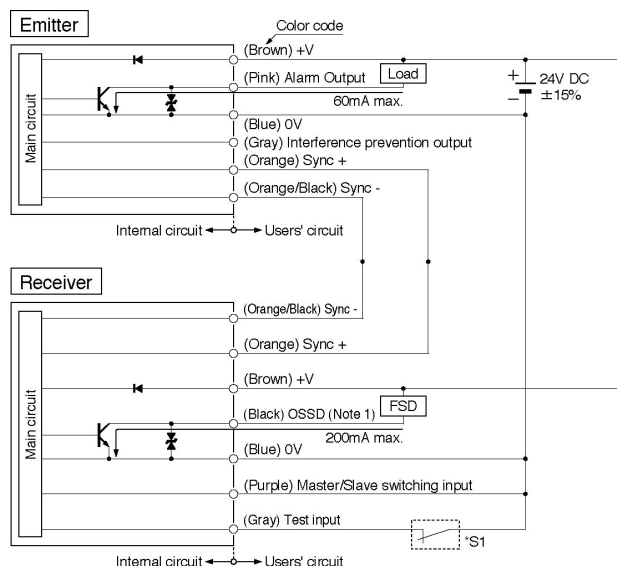 Emitter
Color code
(Brown) +V
(Pink) Alarm Output
Load
60mA max.
+
24V DC
−
±15%
Main circuit
(Blue) 0V
(Gray) Interference prevention output
(Orange) Sync +
(Orange/Black) Sync -
Internal circuit
Users' circuit
Receiver
(Orange/Black) Sync -
(Orange) Sync +
(Brown) +V
(Black) OSSD (Note 1)
FSD
200mA max.
Main circuit
(Blue) 0V
(Purple) Master/Slave switching input
(Gray) Test input
*S1
Internal circuit
Users' circuit